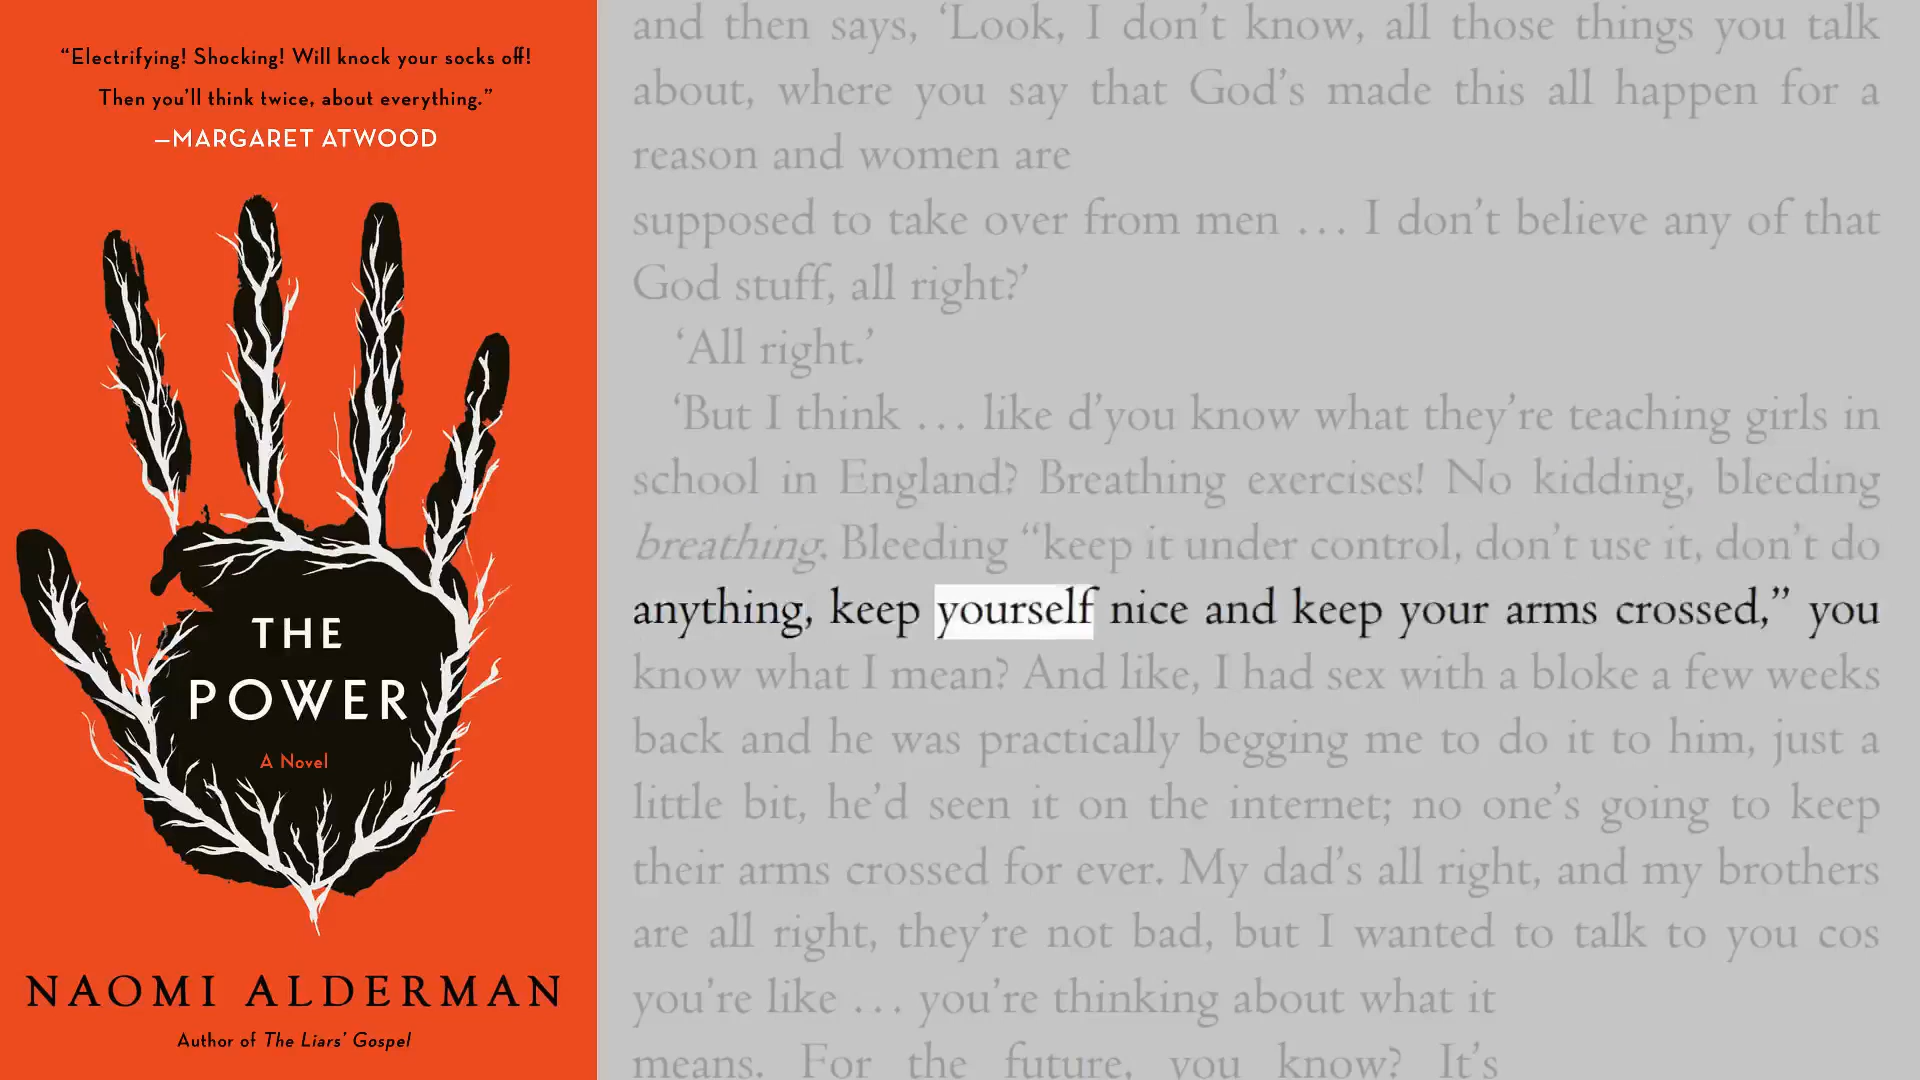 “Electrifying! Shocking! Will knock your socks off!
Then you’ll think twice, about everything.”
—MARGARET ATWOOD
THE
POWER
A Novel
NAOMI ALDERMAN
Author of The Liars’ Gospel
and then says, ‘Look, I don’t know, all those things you talk
about, where you say that God’s made this all happen for a
reason and women are
supposed to take over from men … I don’t believe any of that
God stuff, all right?’
‘All right.’
‘But I think … like d’you know what they’re teaching girls in
school in England? Breathing exercises! No kidding, bleeding
breathing. Bleeding “keep it under control, don’t use it, don’t do
anything, keep yourself nice and keep your arms crossed,” you
know what I mean? And like, I had sex with a bloke a few weeks
back and he was practically begging me to do it to him, just a
little bit, he’d seen it on the internet; no one’s going to keep
their arms crossed for ever. My dad’s all right, and my brothers
are all right, they’re not bad, but I wanted to talk to you cos
you’re like … you’re thinking about what it
means. For the future, you know? It’s